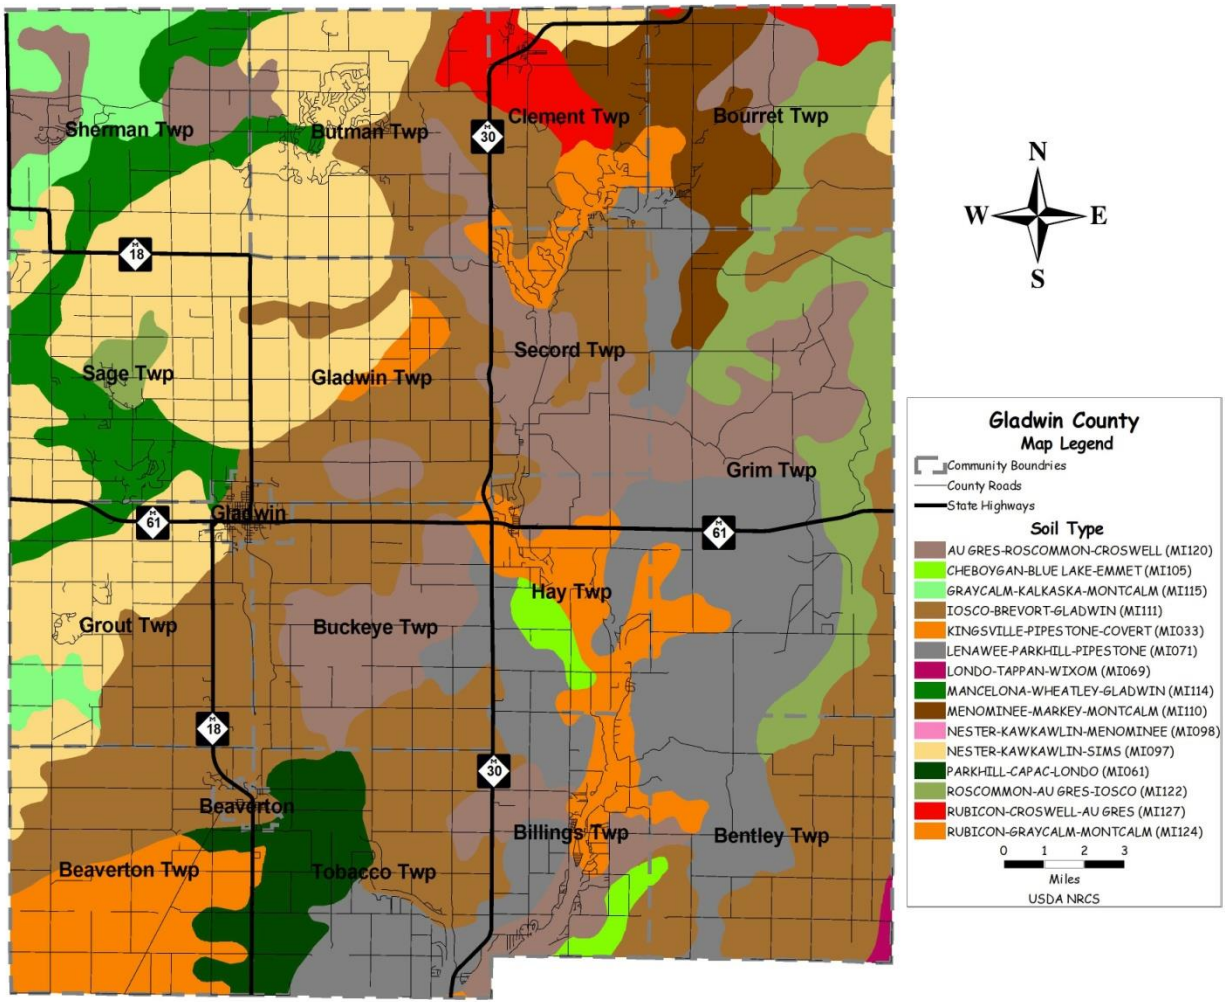 Sherman Twp
Butman Twp
M
30
Clement Twp
Bourret Twp
M
18
Sage Twp
Gladwin Twp
Secord Twp
Grim Twp
Gladwin
M
61
M
61
Hay Twp
Grout Twp
Buckeye Twp
M
18
M
30
Beaverton
Billings Twp
Bentley Twp
Beaverton Twp
Tobacco Twp
N
W E
S
Gladwin County
Map Legend
Community Boundries
County Roads
State Highways
Soil Type
AU GRES-ROSCOMMON-CROSWELL (MI120)
CHEBOYGAN-BLUE LAKE-EMMET (MI105)
GRAYCALM-KALKASKA-MONTCALM (MI115)
IOSCO-BREVORT-GLADWIN (MI111)
KINGSVILLE-PIPESTONE-COVERT (MI033)
LENAWEE-PARKHILL-PIPESTONE (MI071)
LONDO-TAPPAN-WIXOM (MI069)
MANCELONA-WHEATLEY-GLADWIN (MI114)
MENOMINEE-MARKEY-MONTCALM (MI110)
NESTER-KAWKAWLIN-MENOMINEE (MI098)
NESTER-KAWKAWLIN-SIMS (MI097)
PARKHILL-CAPAC-LONDO (MI061)
ROSCOMMON-AU GRES-IOSCO (MI122)
RUBICON-CROSWELL-AU GRES (MI127)
RUBICON-GRAYCALM-MONTCALM (MI124)
0 1 2 3
Miles
USDA NRCS